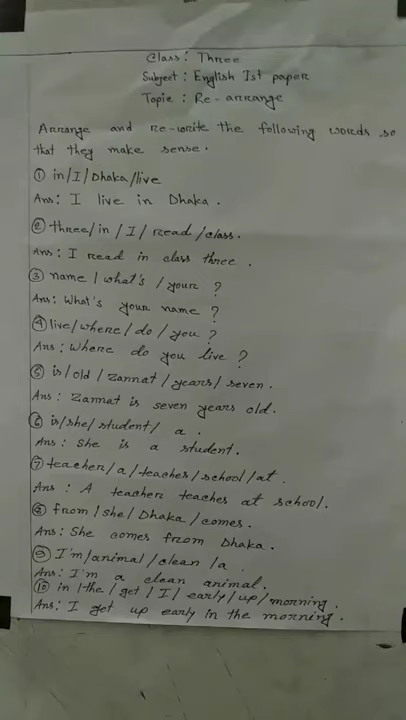 Class: Three
Subject: English Ist paper
Topic: Re-arrange
Arrange and re-write the following words so
that they make sense.
① in/I/Dhaka/live
Ans: I live in Dhaka.
② three/in/I/read/class.
Ans: I read in class three.
③ name/what's/your?
Ans: What's your name?
④ live/where/do/you?
Ans: Where do you live?
⑤ is/old/Zannat/years/seven.
Ans: Zannat is seven years old.
⑥ is/she/student/a.
Ans: She is a student.
⑦ teacher/a/teaches/school/at.
Ans: A teacher teaches at school.
⑧ from/she/Dhaka/comes.
Ans: She comes from Dhaka.
⑨ I'm/animal/clean/a.
Ans: I'm a clean animal.
⑩ in/the/get/I/early/up/morning.
Ans: I get up early in the morning.